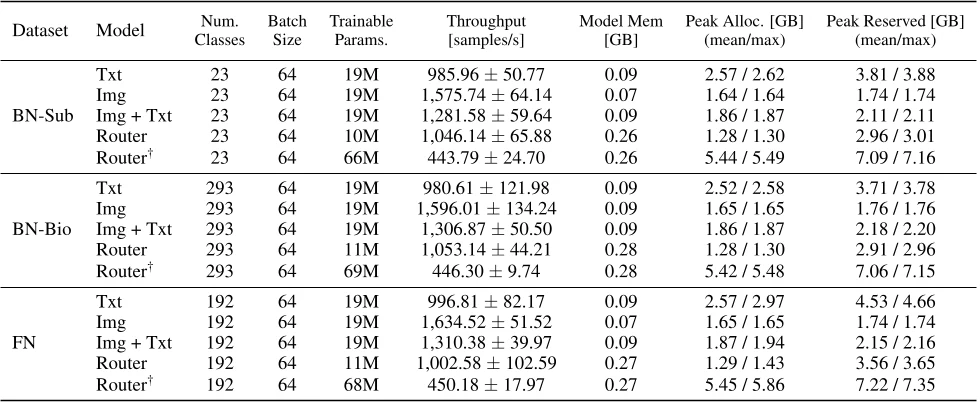 Dataset Model Num. Classes Batch Size Trainable Params. Throughput [samples/s] Model Mem [GB] Peak Alloc. [GB] (mean/max) Peak Reserved [GB] (mean/max)
BN-Sub
Txt 23 64 19M 985.96 ± 50.77 0.09 2.57 / 2.62 3.81 / 3.88
Img 23 64 19M 1,575.74 ± 64.14 0.07 1.64 / 1.64 1.74 / 1.74
Img + Txt 23 64 19M 1,281.58 ± 59.64 0.09 1.86 / 1.87 2.11 / 2.11
Router 23 64 10M 1,046.14 ± 65.88 0.26 1.28 / 1.30 2.96 / 3.01
Router† 23 64 66M 443.79 ± 24.70 0.26 5.44 / 5.49 7.09 / 7.16
BN-Bio
Txt 293 64 19M 980.61 ± 121.98 0.09 2.52 / 2.58 3.71 / 3.78
Img 293 64 19M 1,596.01 ± 134.24 0.09 1.65 / 1.65 1.76 / 1.76
Img + Txt 293 64 19M 1,306.87 ± 50.50 0.09 1.86 / 1.87 2.18 / 2.20
Router 293 64 11M 1,053.14 ± 44.21 0.28 1.28 / 1.30 2.91 / 2.96
Router† 293 64 69M 446.30 ± 9.74 0.28 5.42 / 5.48 7.06 / 7.15
FN
Txt 192 64 19M 996.81 ± 82.17 0.09 2.57 / 2.97 4.53 / 4.66
Img 192 64 19M 1,634.52 ± 51.52 0.07 1.65 / 1.65 1.74 / 1.74
Img + Txt 192 64 19M 1,310.38 ± 39.97 0.09 1.87 / 1.94 2.15 / 2.16
Router 192 64 11M 1,002.58 ± 102.59 0.27 1.29 / 1.43 3.56 / 3.65
Router† 192 64 68M 450.18 ± 17.97 0.27 5.45 / 5.86 7.22 / 7.35